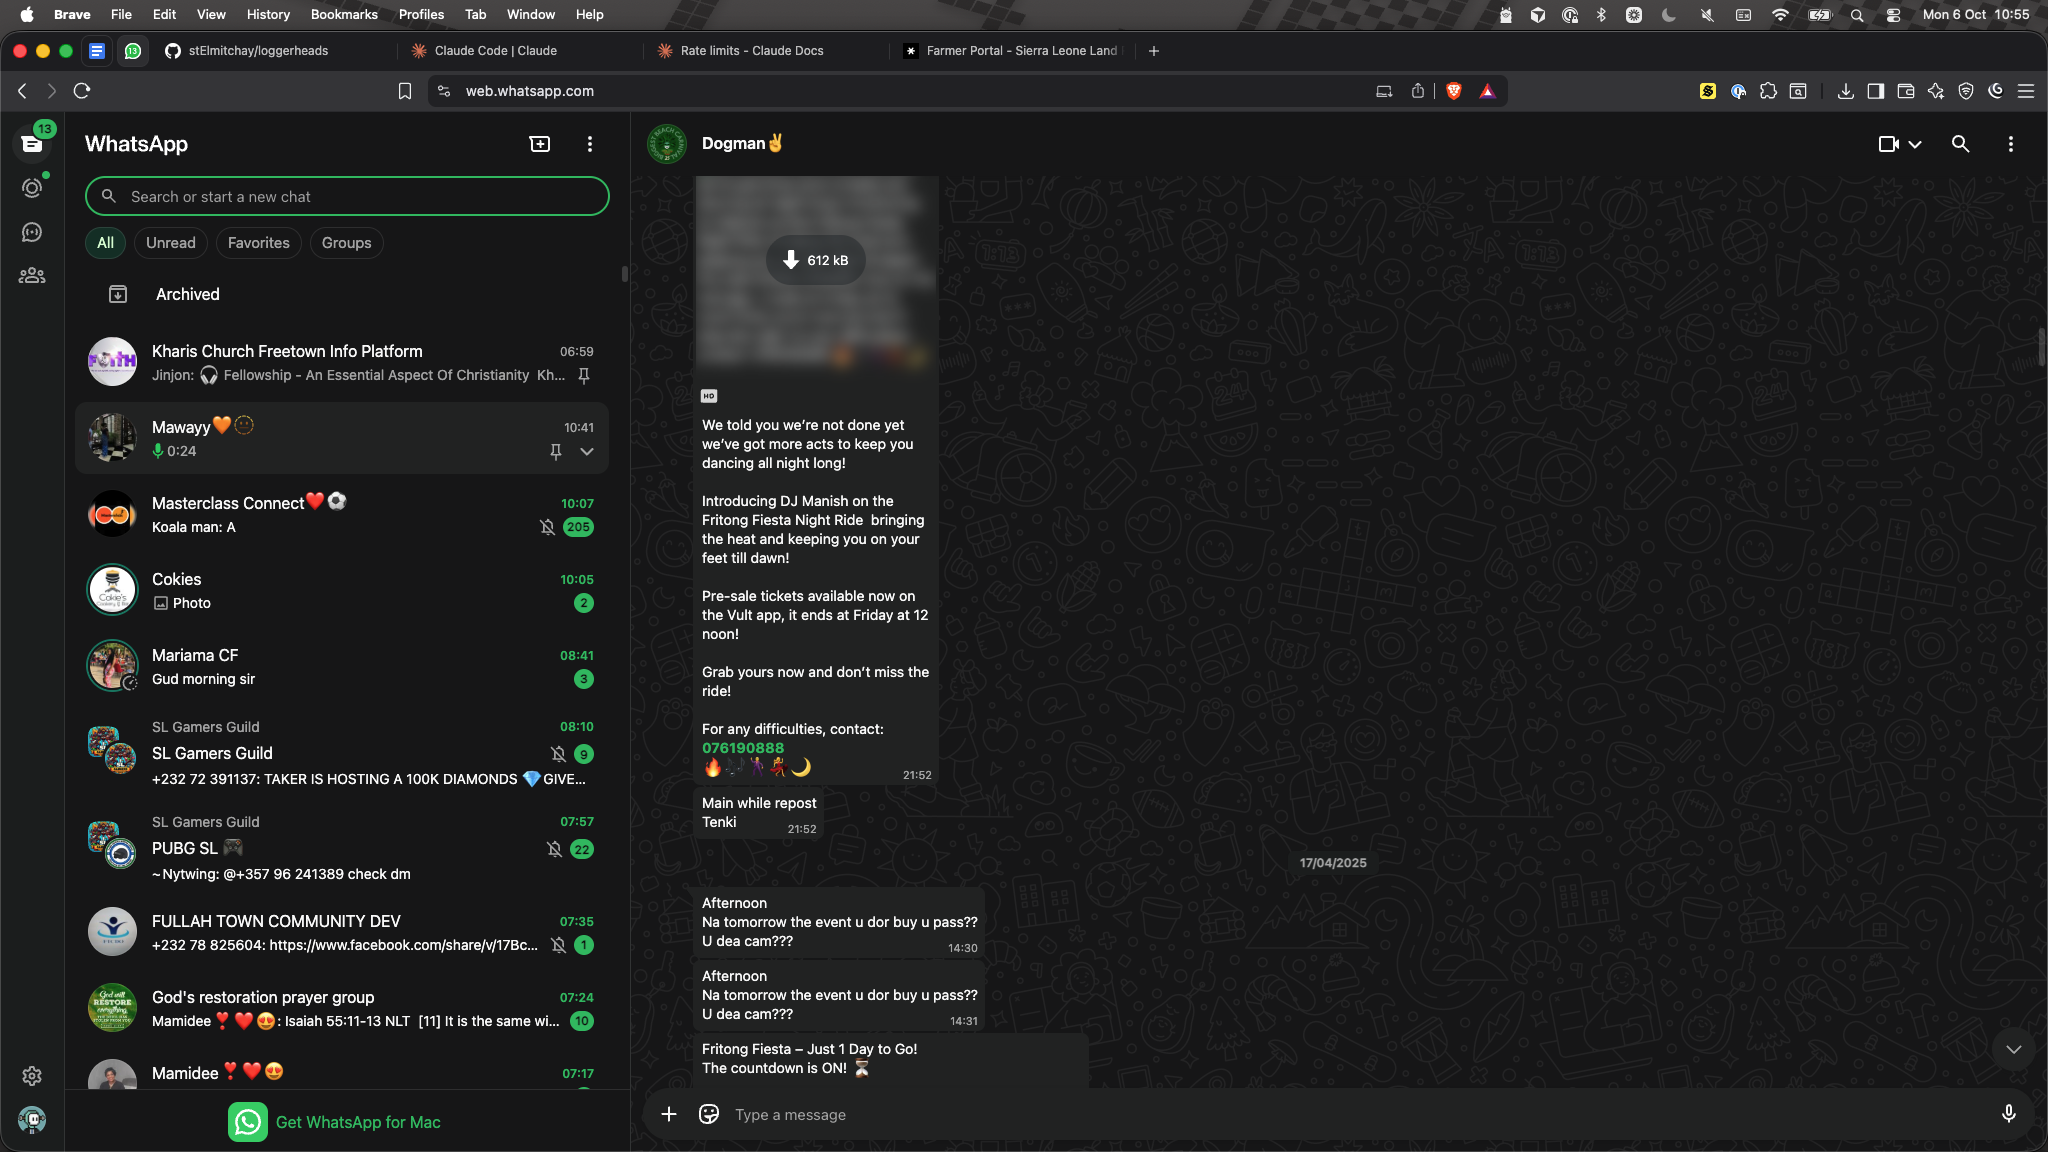 Brave File Edit View History Bookmarks Profiles Tab Window Help Mon 6 Oct 10:55
13 stElmitchay/loggerheads Claude Code | Claude Rate limits - Claude Docs Farmer Portal - Sierra Leone Land
web.whatsapp.com
13
WhatsApp
Search or start a new chat
All Unread Favorites Groups
Archived
Kharis Church Freetown Info Platform 06:59
Jinjon: 🎧 Fellowship - An Essential Aspect Of Christianity Kh...
Mawayy🧡🫥 10:41
0:24
Masterclass Connect❤️⚽ 10:07
Koala man: A 205
Cokies 10:05
Photo 2
Mariama CF 08:41
Gud morning sir 3
SL Gamers Guild 08:10
SL Gamers Guild 9
+232 72 391137: TAKER IS HOSTING A 100K DIAMONDS 💎GIVE...
SL Gamers Guild 07:57
PUBG SL 🎮 22
~Nytwing: @+357 96 241389 check dm
FULLAH TOWN COMMUNITY DEV 07:35
+232 78 825604: https://www.facebook.com/share/v/17Bc... 1
God's restoration prayer group 07:24
Mamidee❣️❤️😍: Isaiah 55:11-13 NLT [11] It is the same wi... 10
Mamidee❣️❤️😍 07:17
Get WhatsApp for Mac
Dogman✌️
612 kB
HD
We told you we're not done yet
we've got more acts to keep you
dancing all night long!
Introducing DJ Manish on the
Fritong Fiesta Night Ride bringing
the heat and keeping you on your
feet till dawn!
Pre-sale tickets available now on
the Vult app, it ends at Friday at 12
noon!
Grab yours now and don't miss the
ride!
For any difficulties, contact:
076190888
🔥🎶🕺💃🌙 21:52
Main while repost
Tenki 21:52
17/04/2025
Afternoon
Na tomorrow the event u dor buy u pass??
U dea cam??? 14:30
Afternoon
Na tomorrow the event u dor buy u pass??
U dea cam??? 14:31
Fritong Fiesta – Just 1 Day to Go!
The countdown is ON! ⏳
Type a message